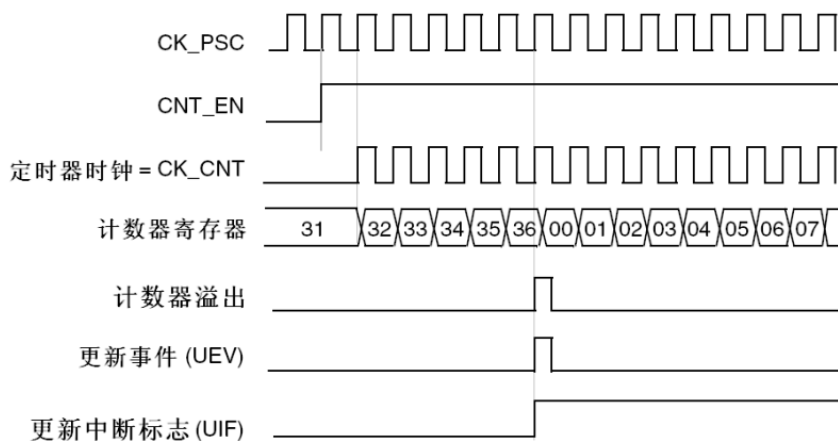 CK_PSC
CNT_EN
定时器时钟 = CK_CNT
计数器寄存器 31 32 33 34 35 36 00 01 02 03 04 05 06 07
计数器溢出
更新事件 (UEV)
更新中断标志 (UIF)